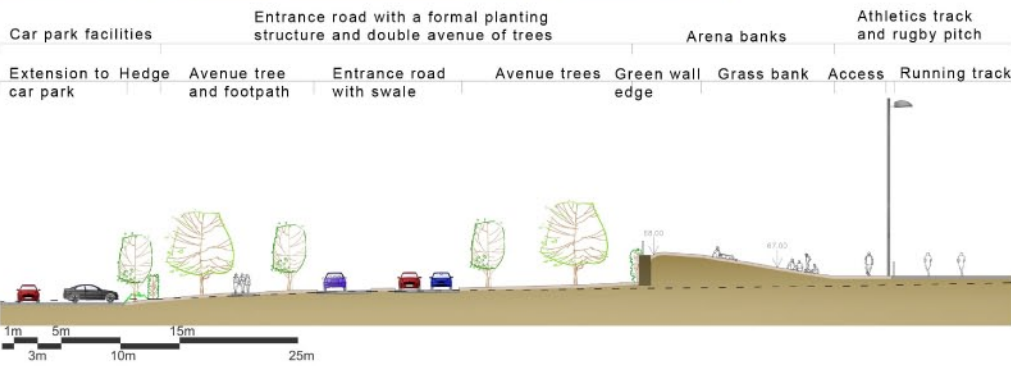 Car park facilities
Entrance road with a formal planting
structure and double avenue of trees
Arena banks
Athletics track
and rugby pitch
Extension to
car park
Hedge
Avenue tree
and footpath
Entrance road
with swale
Avenue trees
Green wall
edge
Grass bank
Access
Running track
68.00
67.00
1m
5m
15m
3m
10m
25m